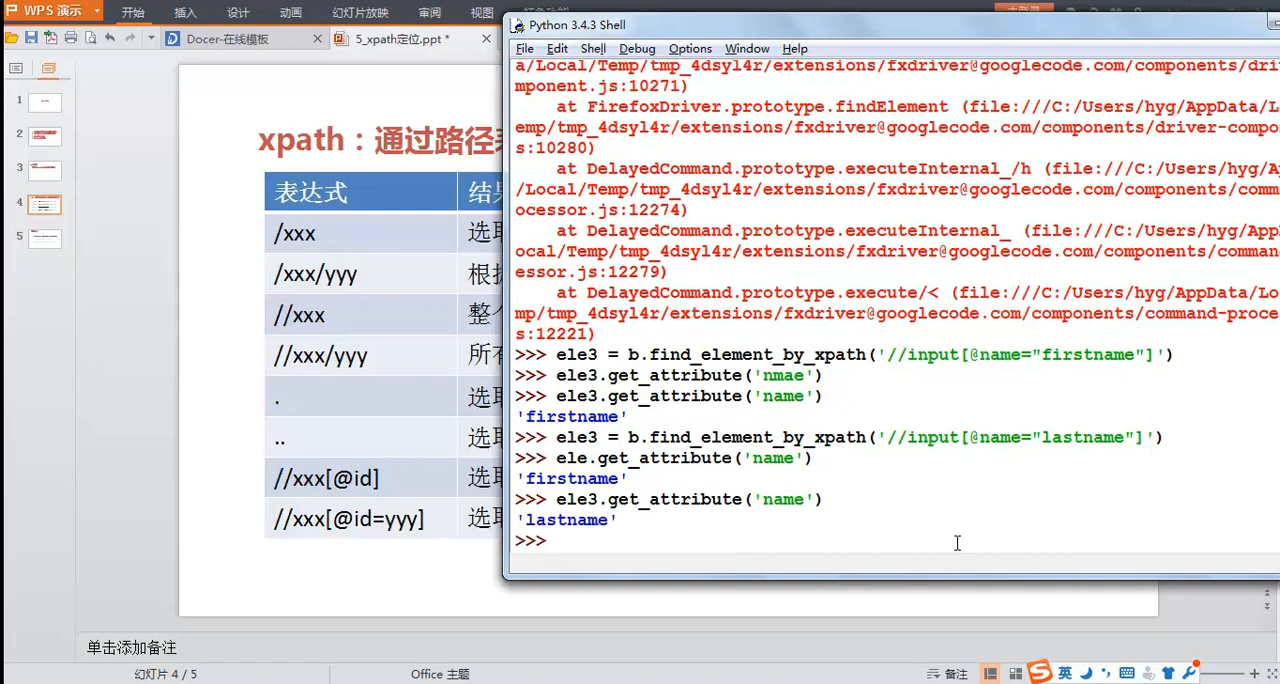 WPS 演示
开始 插入 设计 动画 幻灯片放映 审阅 视图
Docer-在线模板
5_xpath定位.ppt *
1
2
3
4
5
xpath：通过路径
表达式
/xxx
/xxx/yyy
//xxx
//xxx/yyy
.
..
//xxx[@id]
//xxx[@id=yyy]
Python 3.4.3 Shell
File Edit Shell Debug Options Window Help
a/Local/Temp/tmp_4dsyl4r/extensions/fxdriver@googlecode.com/components/dri
mponent.js:10271)
at FirefoxDriver.prototype.findElement (file:///C:/Users/hyg/AppData/Lo
emp/tmp_4dsyl4r/extensions/fxdriver@googlecode.com/components/driver-compo
s:10280)
at DelayedCommand.prototype.executeInternal_/h (file:///C:/Users/hyg/Ap
/Local/Temp/tmp_4dsyl4r/extensions/fxdriver@googlecode.com/components/comm
ocessor.js:12274)
at DelayedCommand.prototype.executeInternal_ (file:///C:/Users/hyg/App
ocal/Temp/tmp_4dsyl4r/extensions/fxdriver@googlecode.com/components/comman
essor.js:12279)
at DelayedCommand.prototype.execute/< (file:///C:/Users/hyg/AppData/Lo
mp/tmp_4dsyl4r/extensions/fxdriver@googlecode.com/components/command-proce
s:12221)
>>> ele3 = b.find_element_by_xpath('//input[@name="firstname"]')
>>> ele3.get_attribute('nmae')
>>> ele3.get_attribute('name')
'firstname'
>>> ele3 = b.find_element_by_xpath('//input[@name="lastname"]')
>>> ele.get_attribute('name')
'firstname'
>>> ele3.get_attribute('name')
'lastname'
>>>
单击添加备注
幻灯片 4 / 5
Office 主题
备注
英